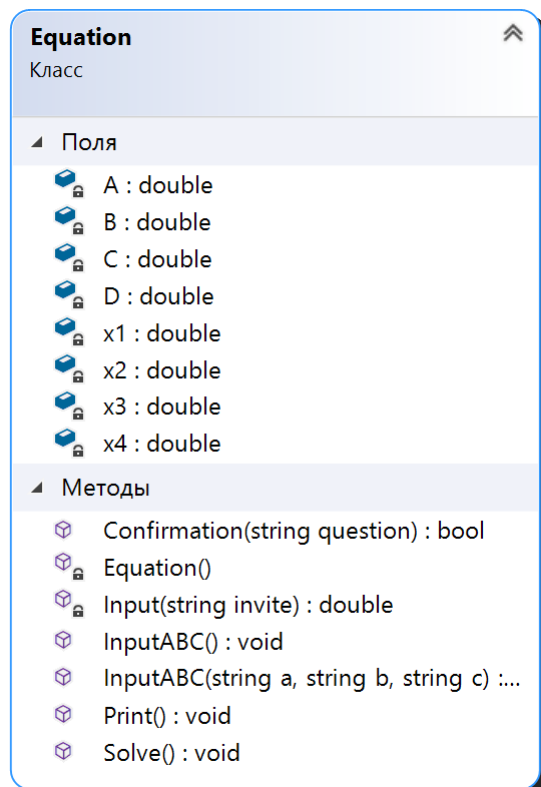 Equation
Класс
Поля
A : double
B : double
C : double
D : double
x1 : double
x2 : double
x3 : double
x4 : double
Методы
Confirmation(string question) : bool
Equation()
Input(string invite) : double
InputABC() : void
InputABC(string a, string b, string c) :...
Print() : void
Solve() : void